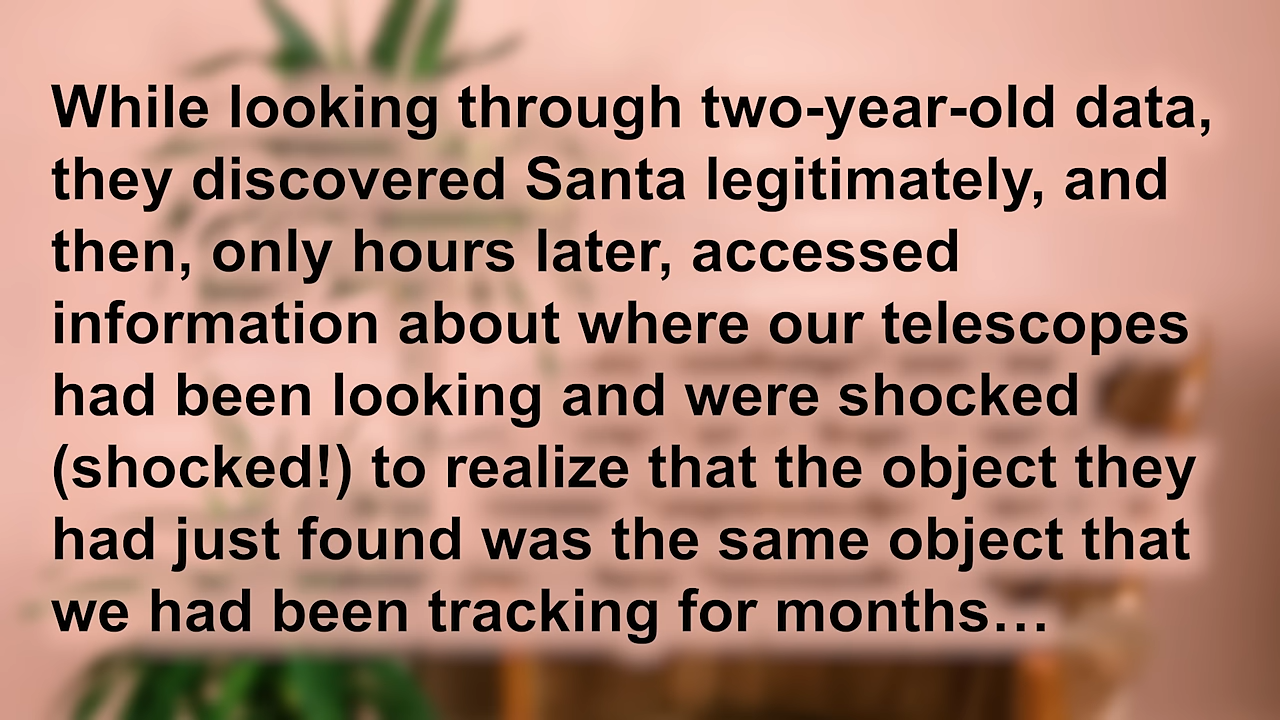 While looking through two-year-old data,
they discovered Santa legitimately, and
then, only hours later, accessed
information about where our telescopes
had been looking and were shocked
(shocked!) to realize that the object they
had just found was the same object that
we had been tracking for months…